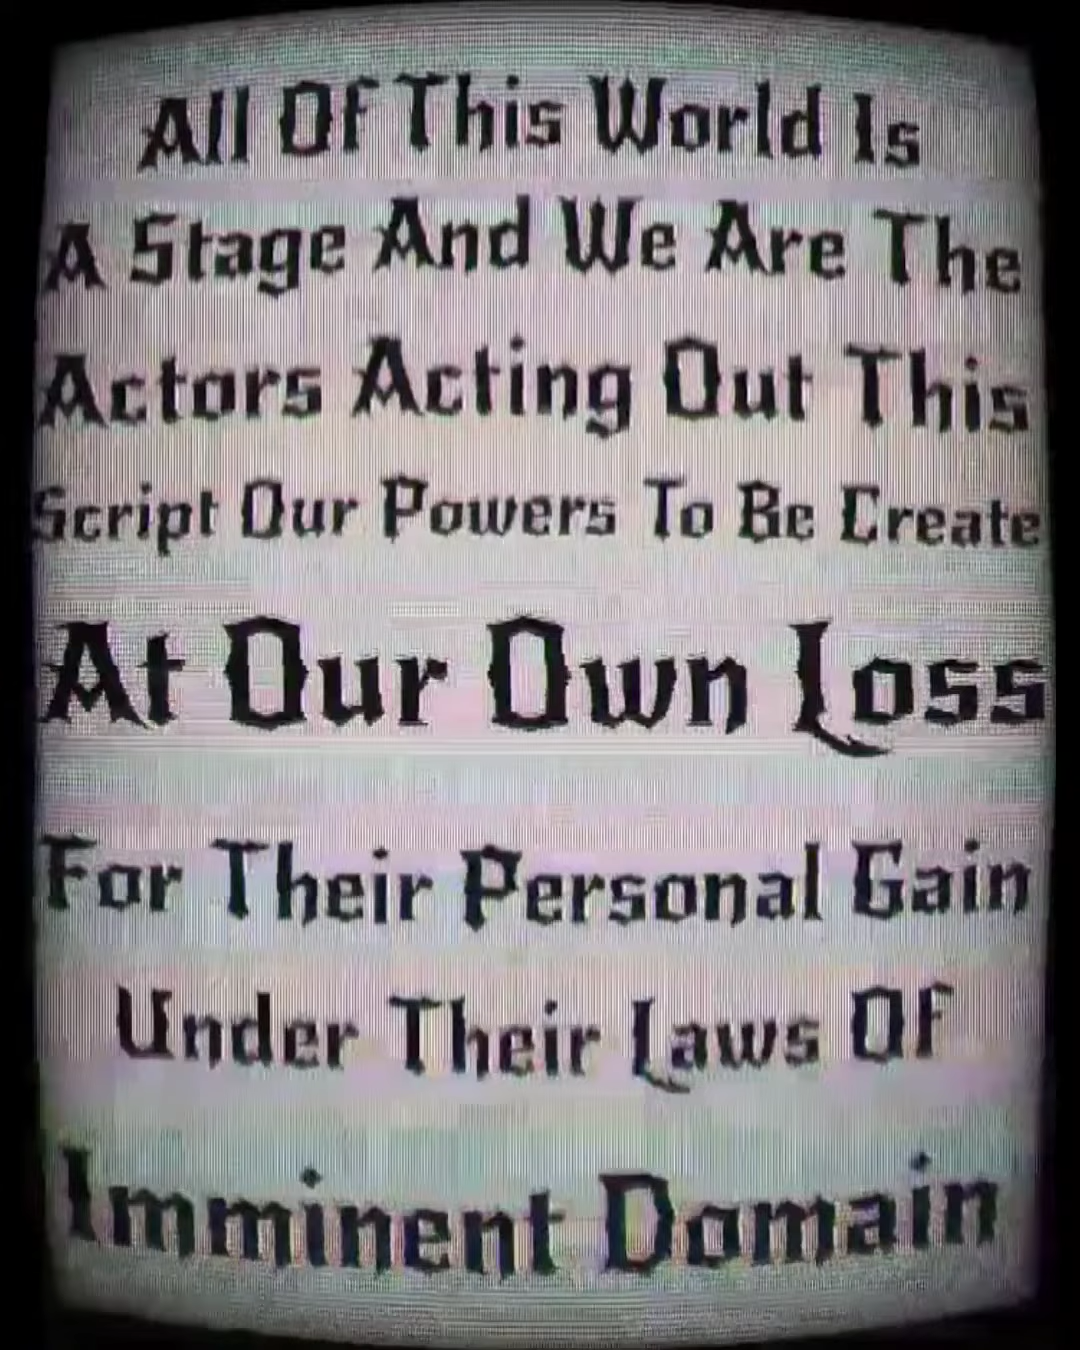 All Of This World Is
A Stage And We Are The
Actors Acting Out This
Script Our Powers To Be Create
At Our Own Loss
For Their Personal Gain
Under Their Laws Of
Imminent Domain